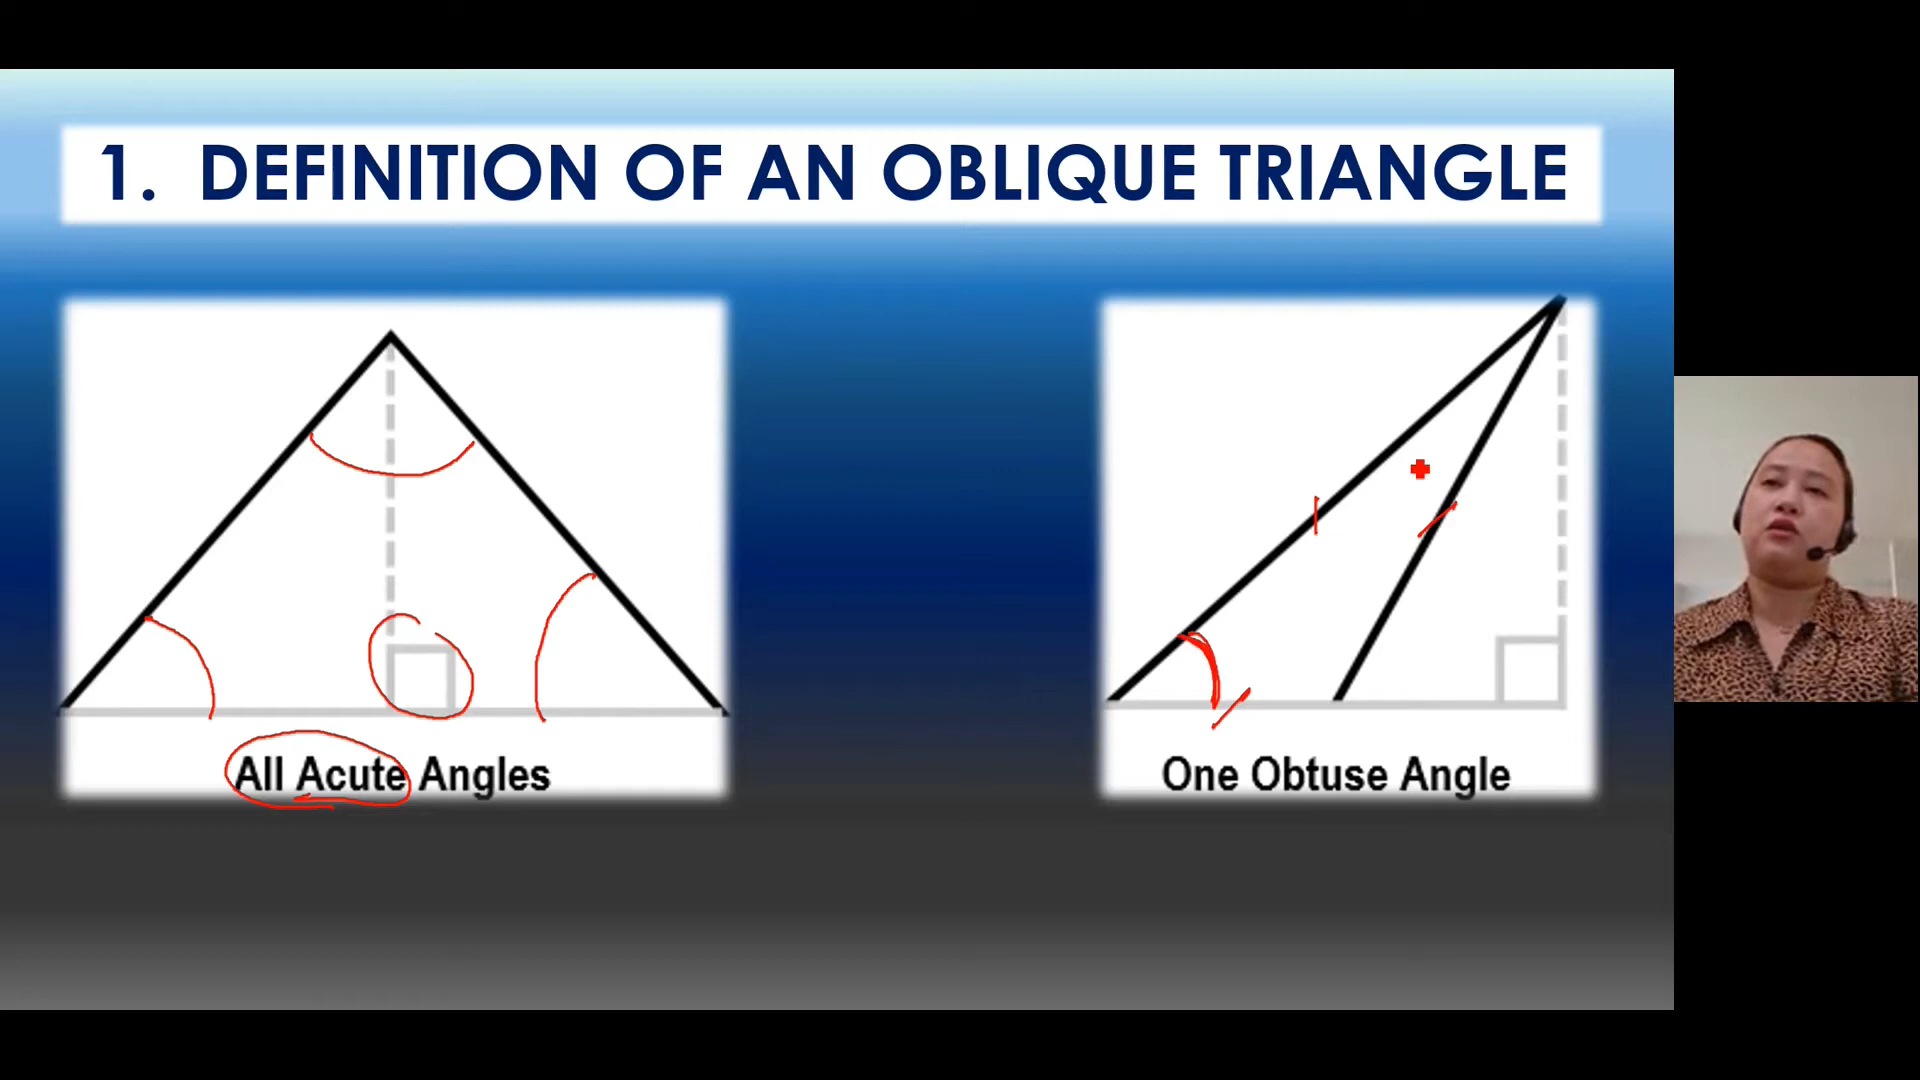 1. DEFINITION OF AN OBLIQUE TRIANGLE
All Acute Angles
One Obtuse Angle